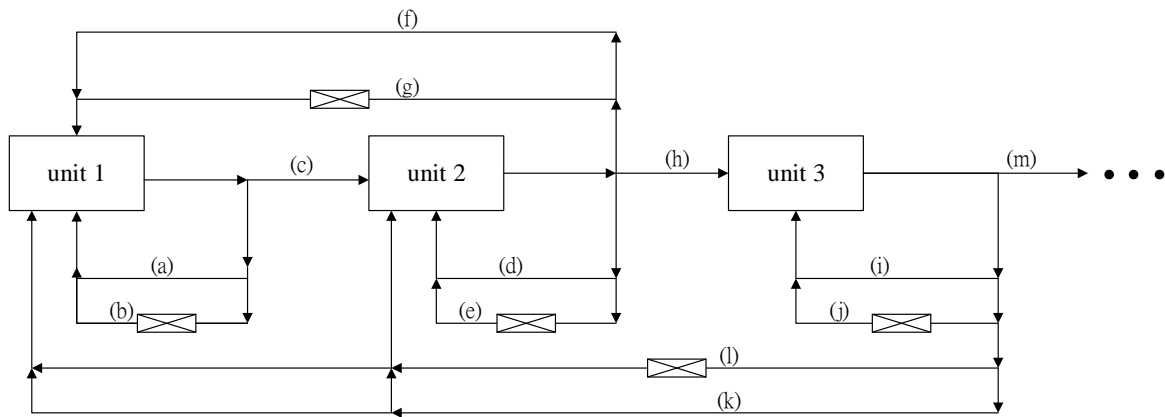 (f)
(g)
unit 1
(c)
unit 2
(h)
unit 3
(m)
(a)
(d)
(i)
(b)
(e)
(j)
(l)
(k)